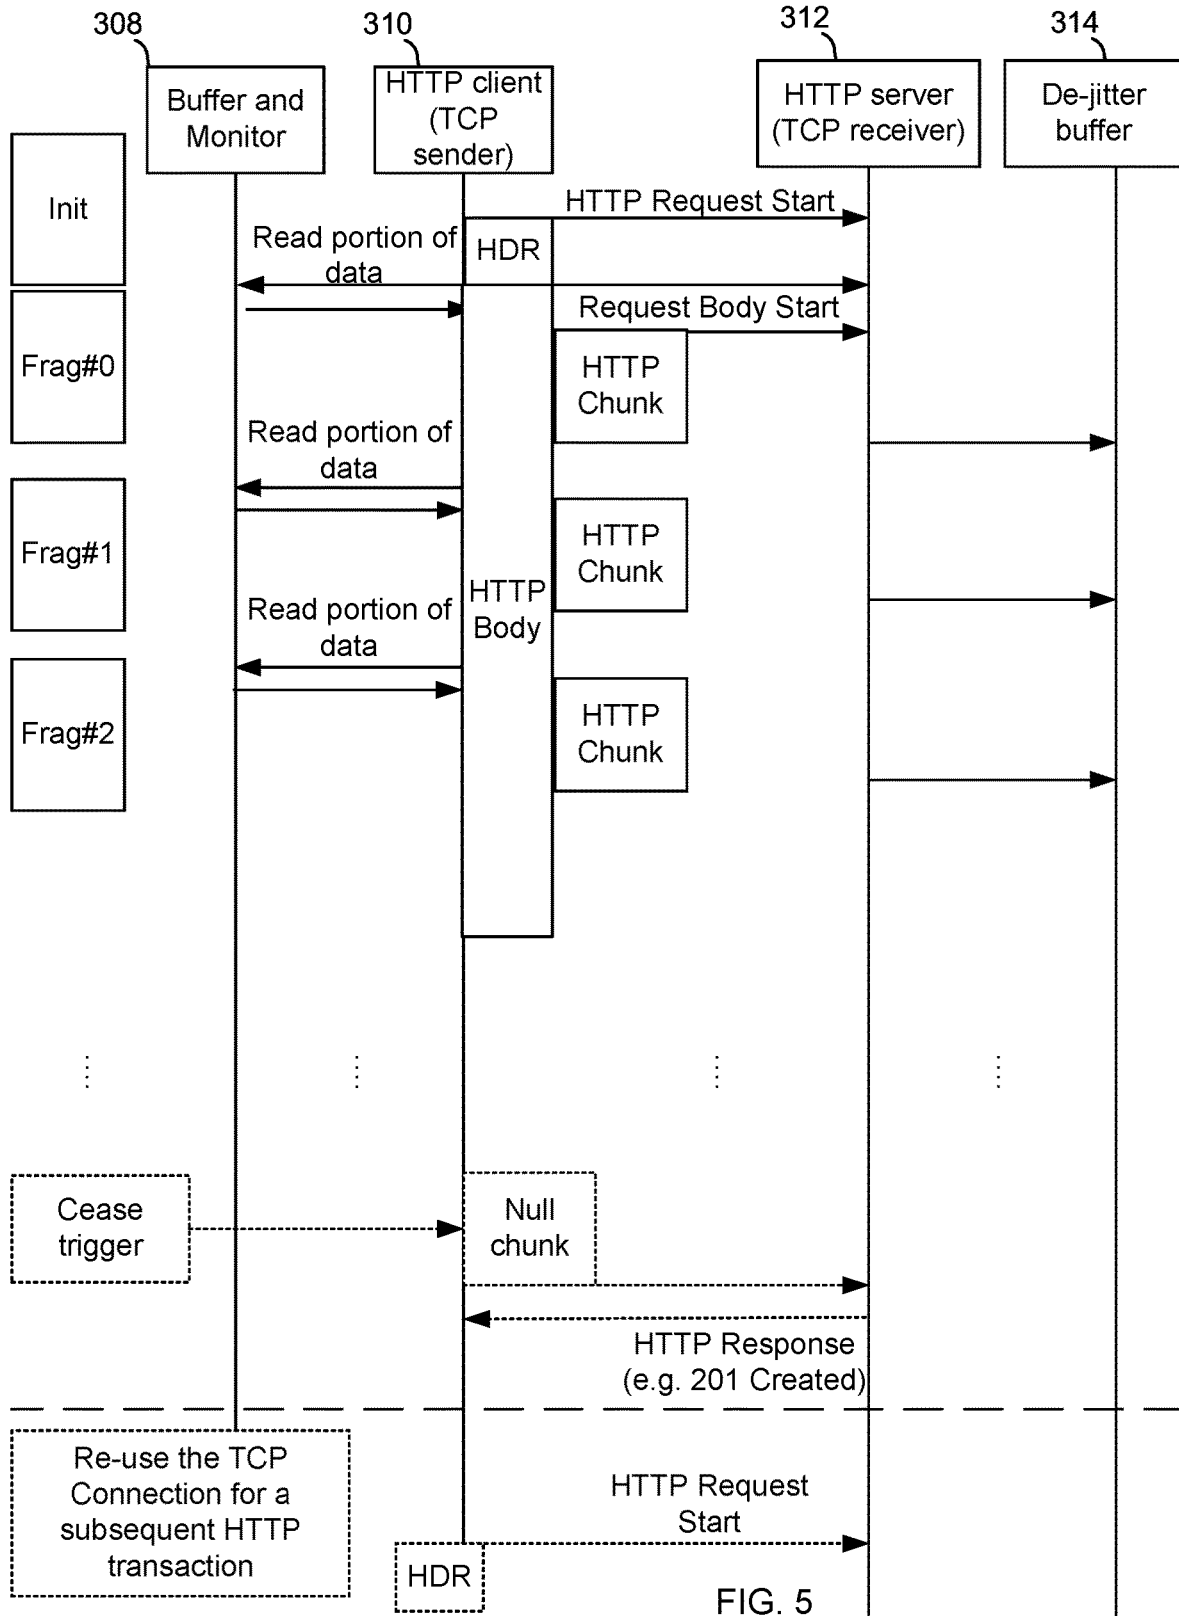 308
310
312
314
Buffer and
Monitor
HTTP client
(TCP
sender)
HTTP server
(TCP receiver)
De-jitter
buffer
Init
HTTP Request Start
Read portion of
data
HDR
Request Body Start
Frag#0
HTTP
Chunk
Read portion of
data
Frag#1
HTTP
Chunk
HTTP
Body
Read portion of
data
Frag#2
HTTP
Chunk
Cease
trigger
Null
chunk
HTTP Response
(e.g. 201 Created)
Re-use the TCP
Connection for a
subsequent HTTP
transaction
HTTP Request
Start
HDR
FIG. 5